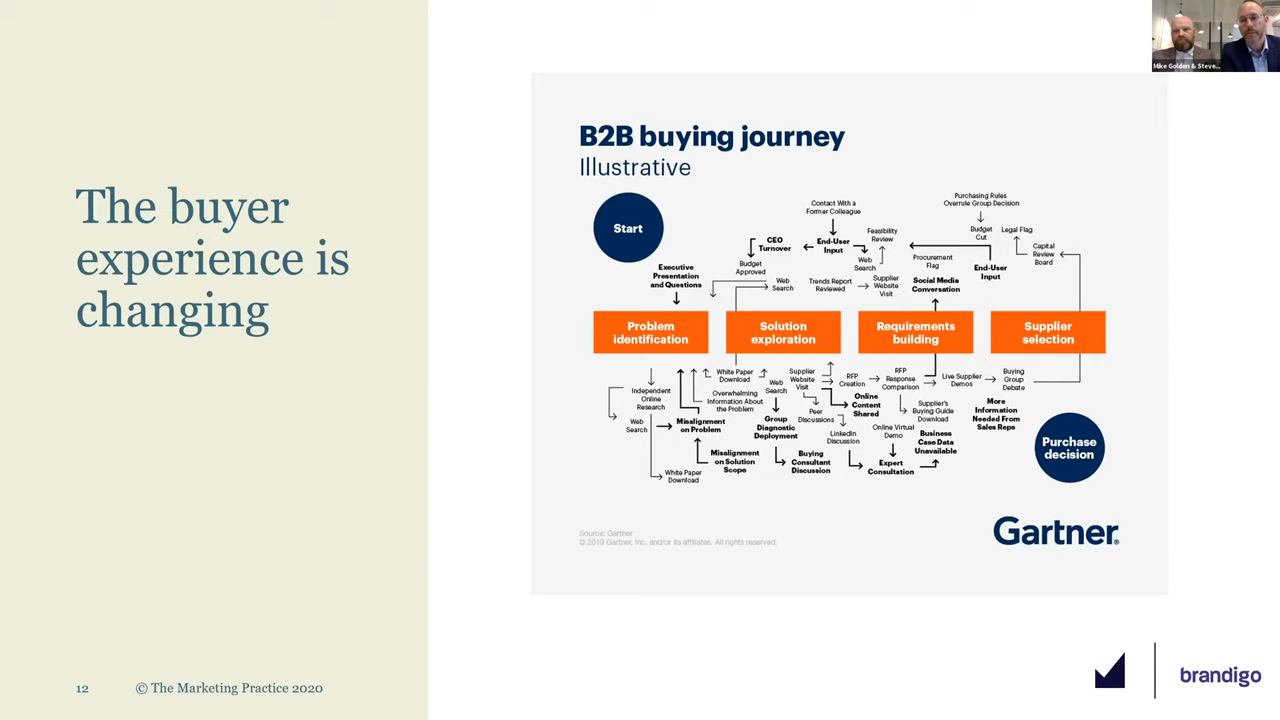 The buyer
experience is
changing
12
© The Marketing Practice 2020
Mike Golden & Steve...
B2B buying journey
Illustrative
Start
Contact With a
Former Colleague
Purchasing Rules
Overrule Group Decision
CEO
Turnover
End-User
Input
Feasibility
Review
Budget
Cut
Legal Flag
Executive
Presentation
and Questions
Budget
Approved
Web
Search
Web
Search
Trends Report
Reviewed
Supplier
Website
Visit
Procurement
Flag
Social Media
Conversation
End-User
Input
Capital
Review
Board
Problem
identification
Solution
exploration
Requirements
building
Supplier
selection
Independent
Online
Research
White Paper
Download
Overwhelming
Information About
the Problem
Web
Search
Supplier
Website
Visit
RFP
Creation
RFP
Response
Comparison
Live Supplier
Demos
Buying
Group
Debate
Web
Search
Misalignment
on Problem
Group
Diagnostic
Deployment
Peer
Discussions
Online
Content
Shared
Supplier's
Buying Guide
Download
More
Information
Needed From
Sales Reps
LinkedIn
Discussion
Online Virtual
Demo
Business
Case Data
Unavailable
Misalignment
on Solution
Scope
Buying
Consultant
Discussion
Expert
Consultation
White Paper
Download
Purchase
decision
Source: Gartner
© 2019 Gartner, Inc. and/or its affiliates. All rights reserved.
Gartner®
brandigo